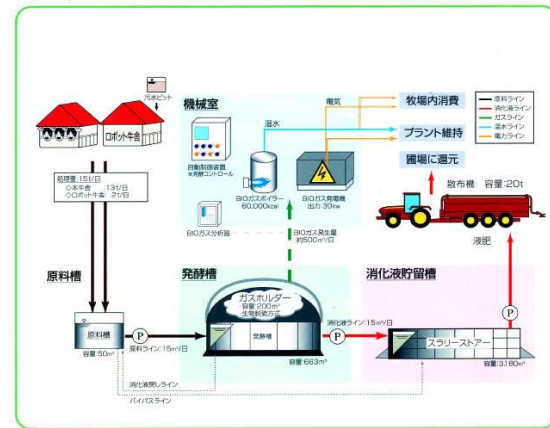 汚水ピット
ロボット牛舎
処理量:15t/日
◇本牛舎 :13t/日
◇ロボット牛舎: 2t/日
機械室
自動制御装置
※発酵コントロール
温水
BIOガスボイラー
60,000kcal
電気
BIOガス発電機
出力:30kw
BIOガス分析器
BIOガス発生量
約500m³/日
牧場内消費
プラント維持
圃場に還元
原料ライン
消化液ライン
ガスライン
温水ライン
電力ライン
散布機 容量:20t
液肥
原料槽
原料槽
容量:50m³
P
原料ライン:15m³/日
発酵槽
ガスホルダー
・容量:200m³
・生物脱硫方式
発酵槽
容量:663m³
消化液ライン:15m³/日
P
消化液貯留槽
P
スラリーストアー
容量:3,180m³
消化液戻しライン
バイパスライン